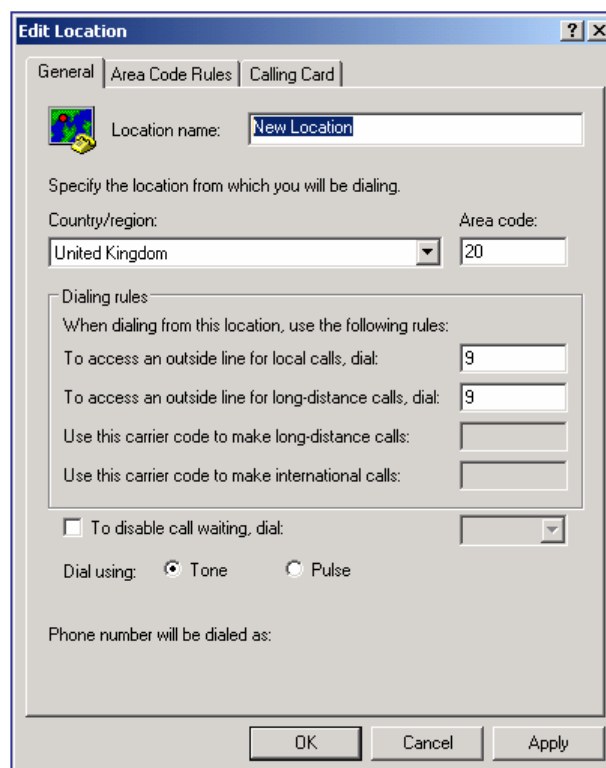 Edit Location
General Area Code Rules Calling Card
Location name: New Location
Specify the location from which you will be dialing.
Country/region: Area code:
United Kingdom 20
Dialing rules
When dialing from this location, use the following rules:
To access an outside line for local calls, dial: 9
To access an outside line for long-distance calls, dial: 9
Use this carrier code to make long-distance calls:
Use this carrier code to make international calls:
To disable call waiting, dial:
Dial using: Tone Pulse
Phone number will be dialed as:
OK Cancel Apply